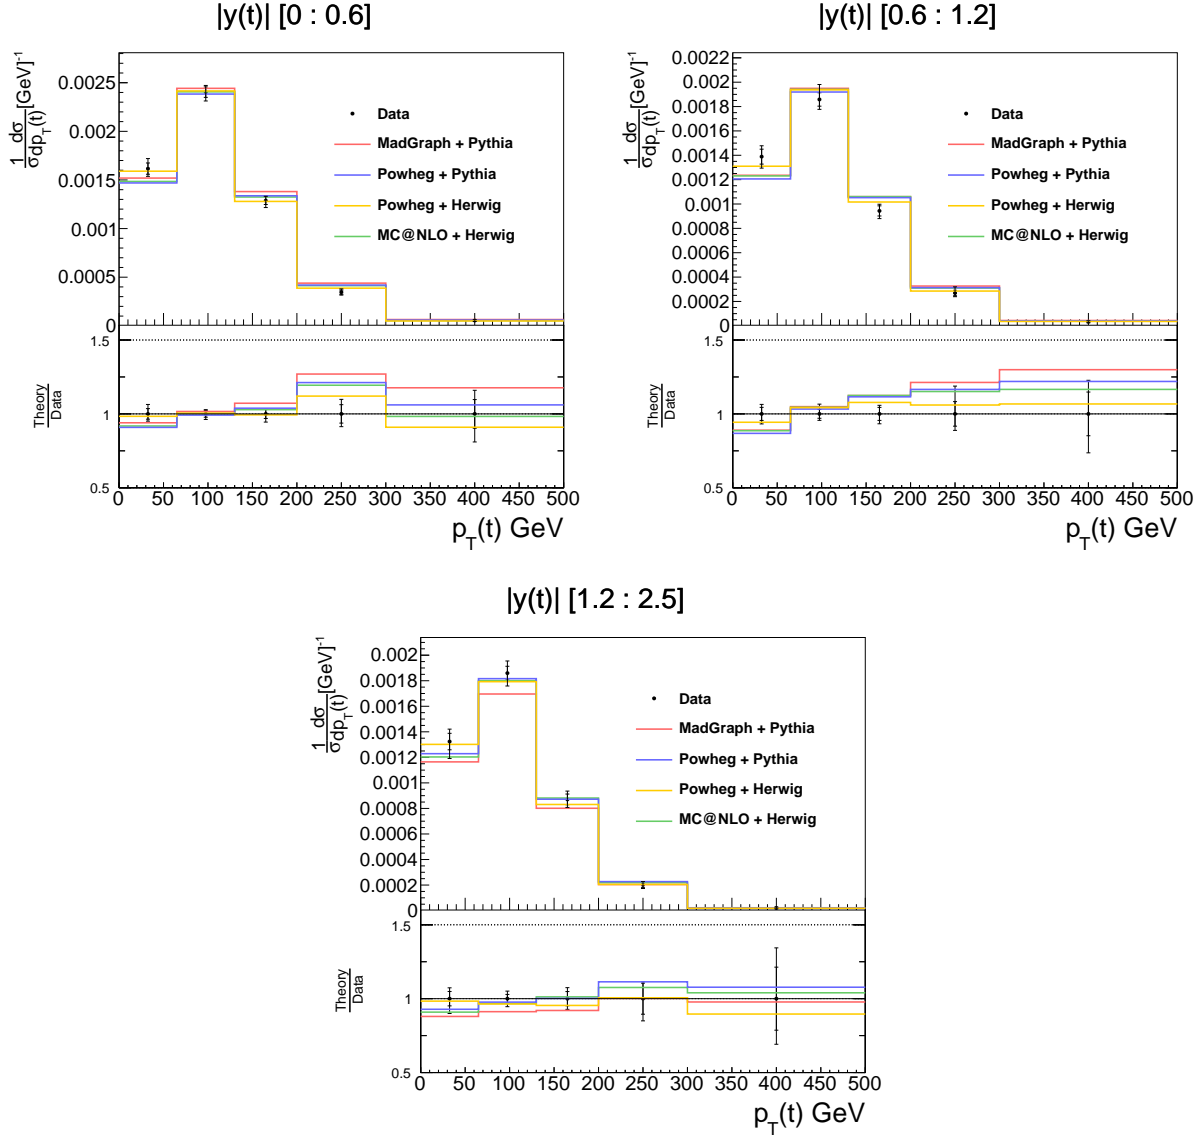 |y(t)| [0 : 0.6]
1/σ dσ/dp_T(t) [GeV]^-1
0.0025
0.002
0.0015
0.001
0.0005
0
Data
MadGraph + Pythia
Powheg + Pythia
Powheg + Herwig
MC@NLO + Herwig
Theory
Data
1.5
1
0.5
0 50 100 150 200 250 300 350 400 450 500
p_T(t) GeV
|y(t)| [0.6 : 1.2]
1/σ dσ/dp_T(t) [GeV]^-1
0.0022
0.002
0.0018
0.0016
0.0014
0.0012
0.001
0.0008
0.0006
0.0004
0.0002
0
Data
MadGraph + Pythia
Powheg + Pythia
Powheg + Herwig
MC@NLO + Herwig
Theory
Data
1.5
1
0.5
0 50 100 150 200 250 300 350 400 450 500
p_T(t) GeV
|y(t)| [1.2 : 2.5]
1/σ dσ/dp_T(t) [GeV]^-1
0.002
0.0018
0.0016
0.0014
0.0012
0.001
0.0008
0.0006
0.0004
0.0002
0
Data
MadGraph + Pythia
Powheg + Pythia
Powheg + Herwig
MC@NLO + Herwig
Theory
Data
1.5
1
0.5
0 50 100 150 200 250 300 350 400 450 500
p_T(t) GeV